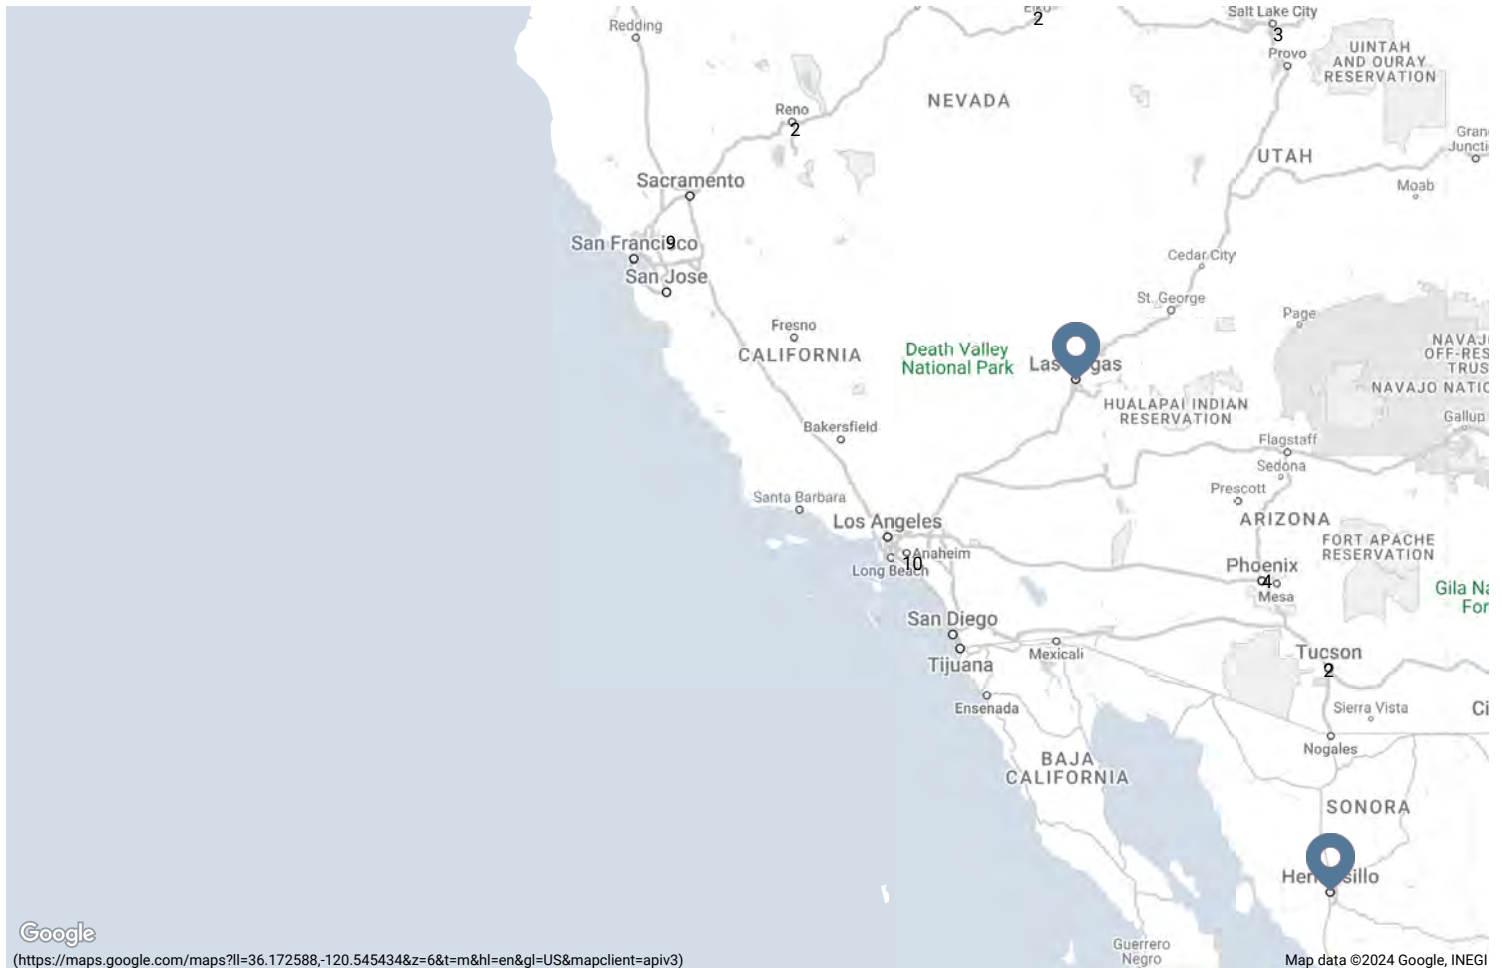 Redding
Elko
2
Salt Lake City
3
Provo
UINTAH
AND OURAY
RESERVATION
NEVADA
Reno
2
Gran
Juncti
UTAH
Sacramento
Moab
San Francisco
9
San Jose
Cedar City
St. George
Page
Fresno
CALIFORNIA
Death Valley
National Park
Las Vegas
NAVAJ
OFF-RES
TRUS
NAVAJO NATIO
HUALAPAI INDIAN
RESERVATION
Gallup
Bakersfield
Flagstaff
Sedona
Prescott
Santa Barbara
Los Angeles
ARIZONA
FORT APACHE
RESERVATION
Anaheim
10
Long Beach
Phoenix
4
Mesa
Gila Na
For
San Diego
Tijuana
Mexicali
Tucson
2
Ensenada
Sierra Vista
Ci
Nogales
BAJA
CALIFORNIA
SONORA
Hermosillo
Guerrero
Negro
Google
(https://maps.google.com/maps?ll=36.172588,-120.545434&z=6&t=m&hl=en&gl=US&mapclient=apiv3)
Map data ©2024 Google, INEGI